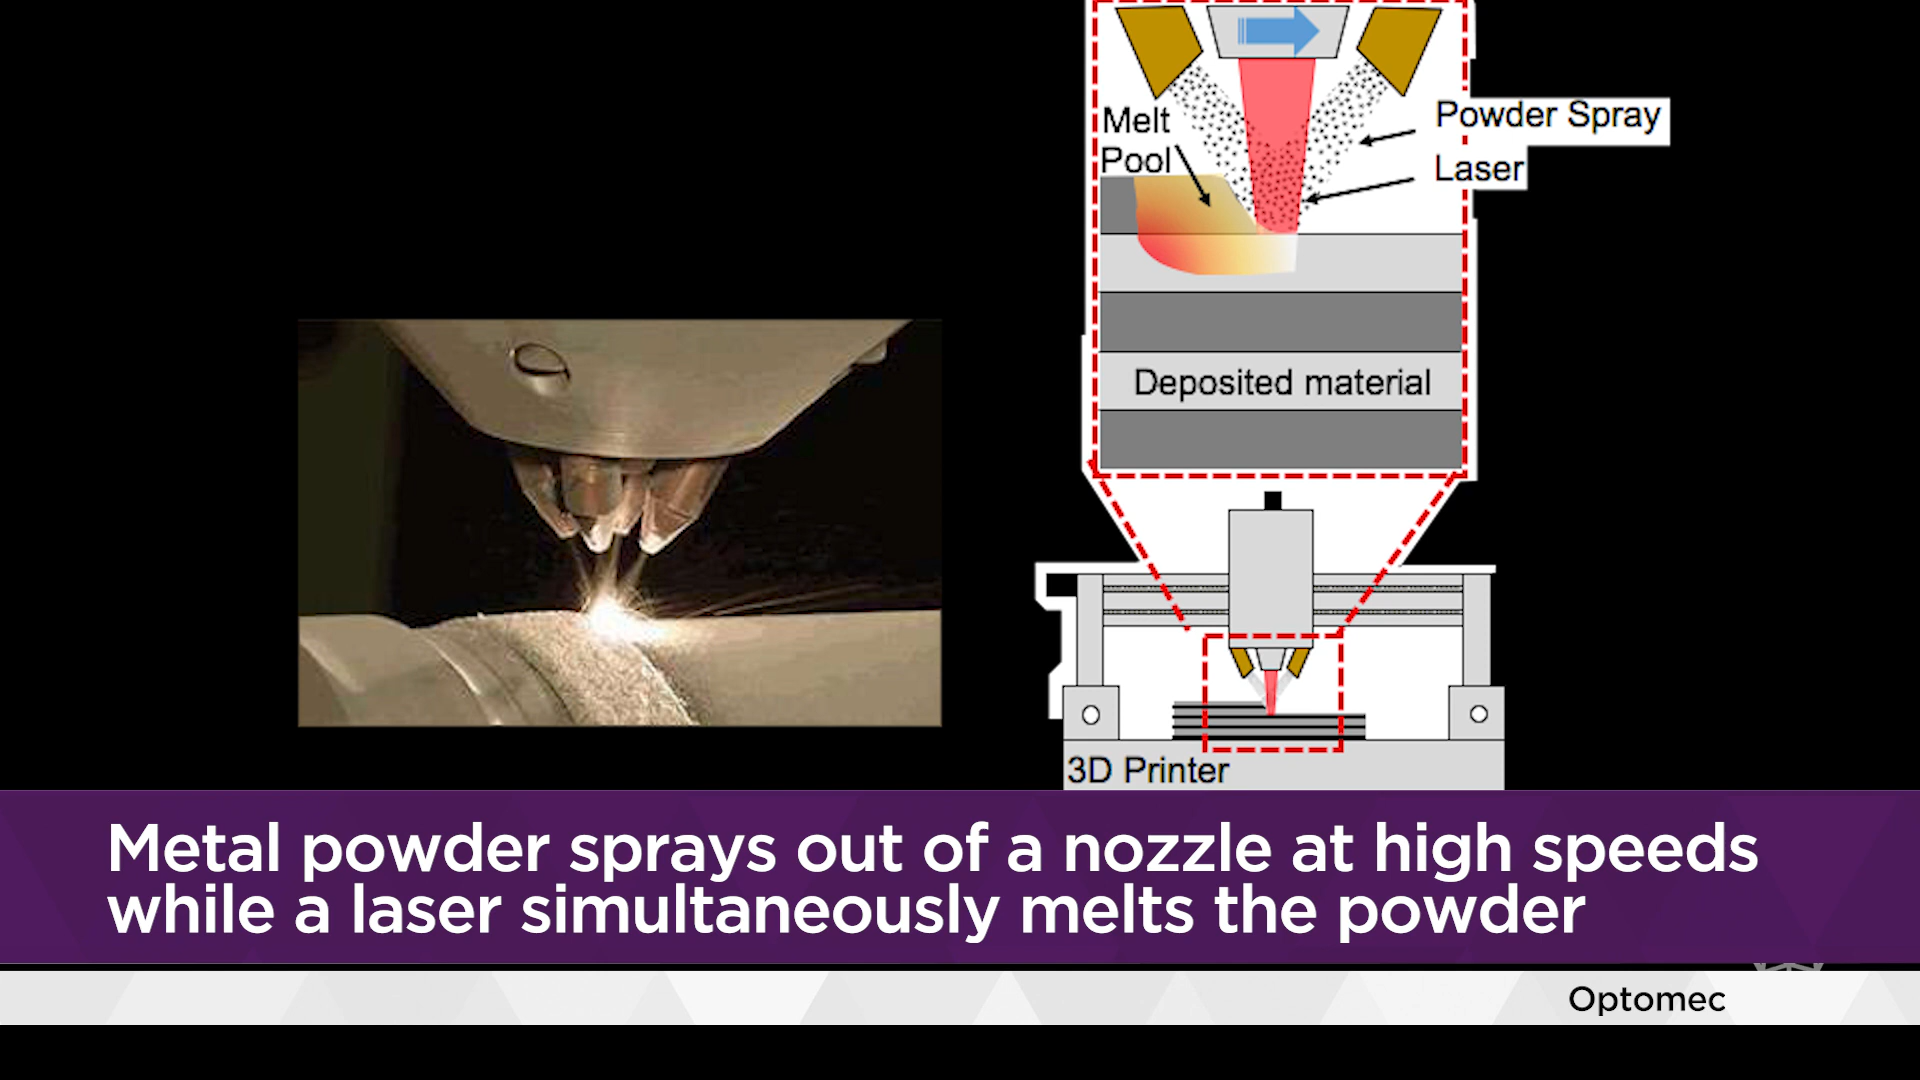 Melt
Pool
Powder Spray
Laser
Deposited material
3D Printer
Metal powder sprays out of a nozzle at high speeds
while a laser simultaneously melts the powder
Optomec